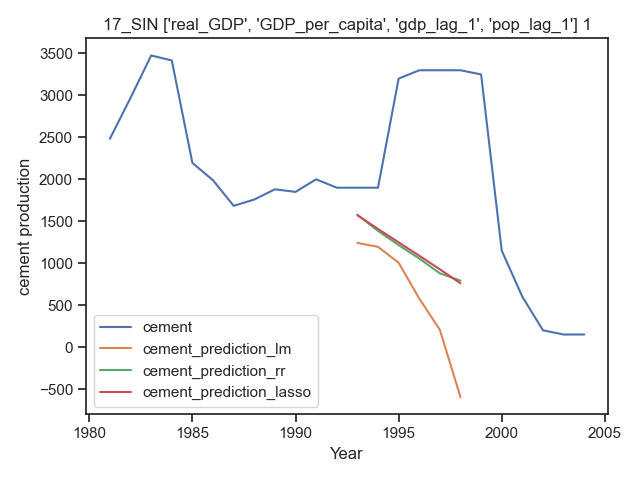 17_SIN ['real_GDP', 'GDP_per_capita', 'gdp_lag_1', 'pop_lag_1'] 1
3500
3000
2500
2000
1500
1000
500
0
−500
cement production
cement
cement_prediction_lm
cement_prediction_rr
cement_prediction_lasso
1980 1985 1990 1995 2000 2005
Year